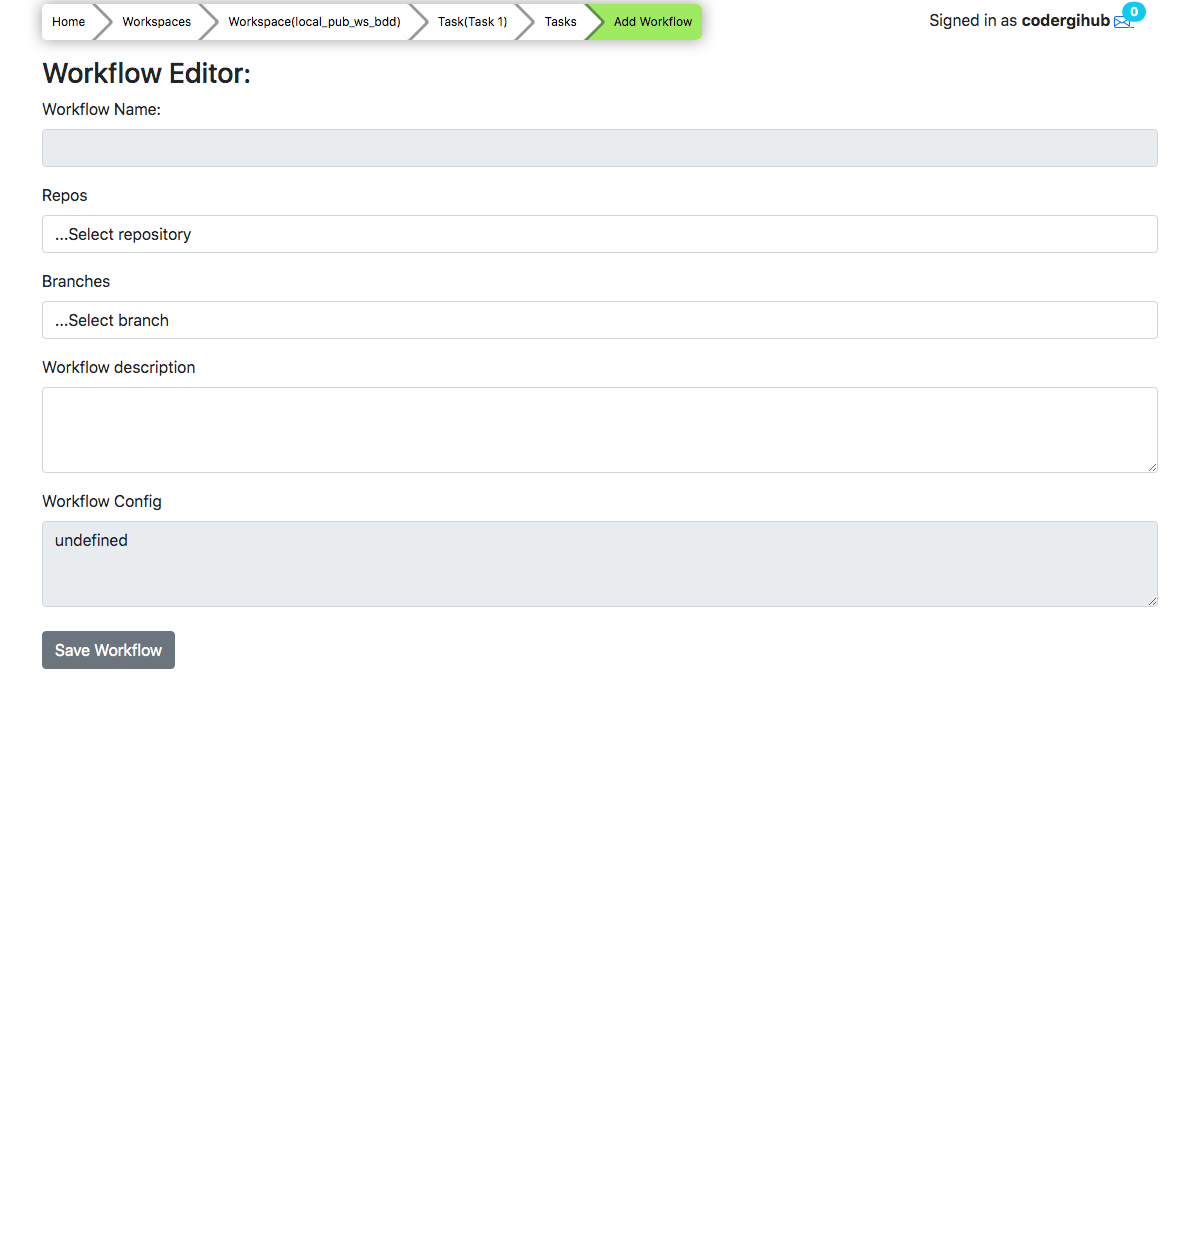 Home Workspaces Workspace(local_pub_ws_bdd) Task(Task 1) Tasks Add Workflow
Signed in as codergihub 0
Workflow Editor:
Workflow Name:
Repos
...Select repository
Branches
...Select branch
Workflow description
Workflow Config
undefined
Save Workflow